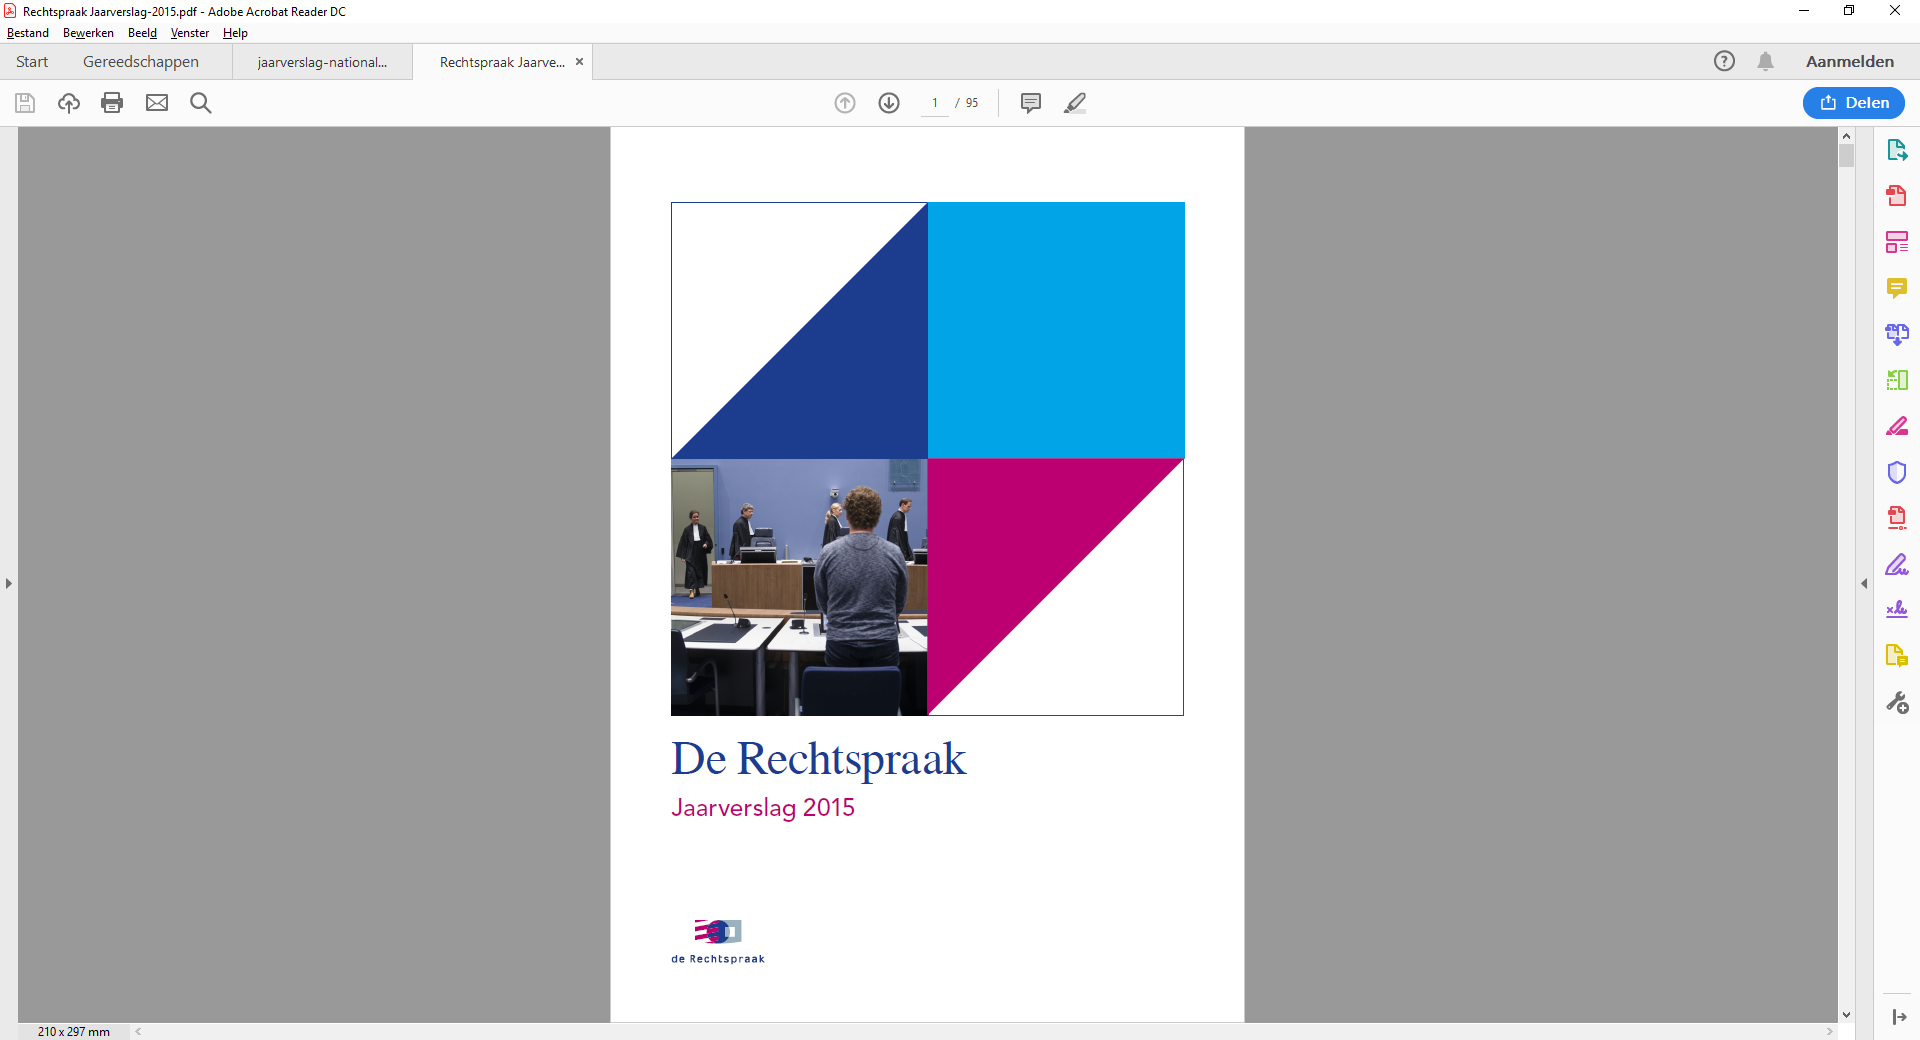 Rechtspraak Jaarverslag-2015.pdf - Adobe Acrobat Reader DC
Bestand Bewerken Beeld Venster Help
Start Gereedschappen jaarverslag-national... Rechtspraak Jaarve... Aanmelden
1 / 95 Delen
De Rechtspraak
Jaarverslag 2015
de Rechtspraak
210 x 297 mm